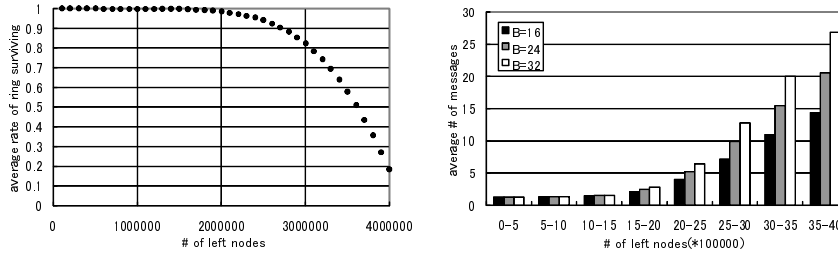 average rate of ring surviving
1
0.9
0.8
0.7
0.6
0.5
0.4
0.3
0.2
0.1
0
0 1000000 2000000 3000000 4000000
# of left nodes
average # of messages
30
25
20
15
10
5
0
B=16
B=24
B=32
0-5 5-10 10-15 15-20 20-25 25-30 30-35 35-40
# of left nodes(*100000)